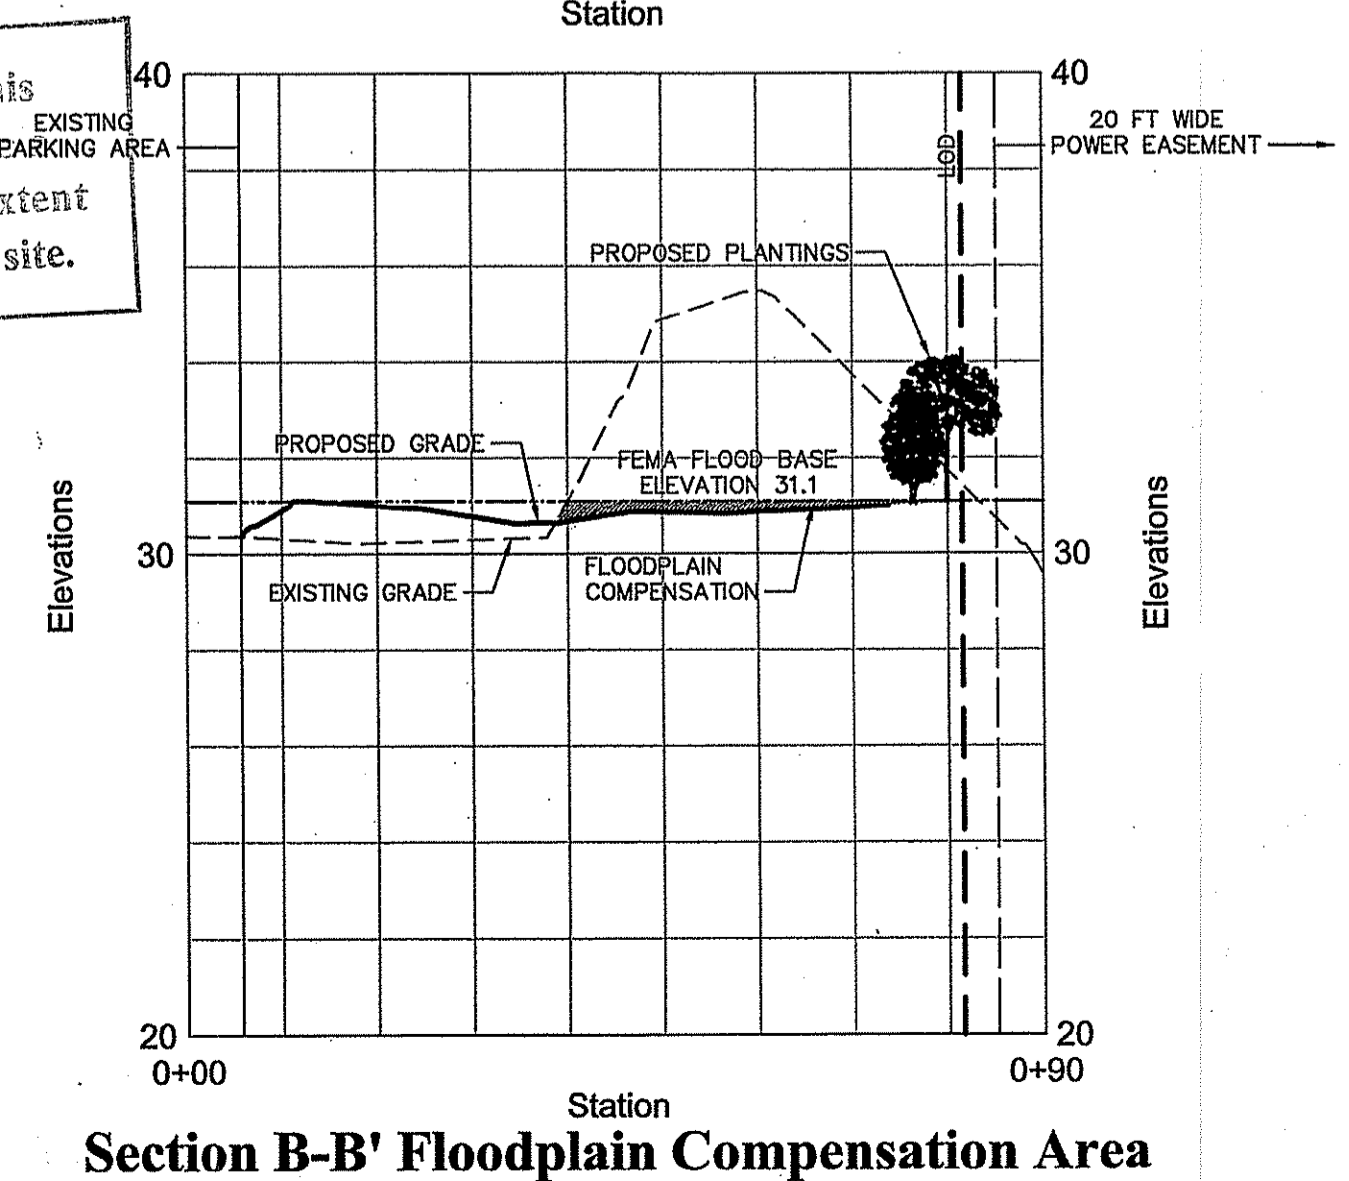 Station
40
40
EXISTING
PARKING AREA
xtent
site.
LOD
20 FT WIDE
POWER EASEMENT
PROPOSED PLANTINGS
PROPOSED GRADE
FEMA FLOOD BASE
ELEVATION 31.1
Elevations
Elevations
30
30
EXISTING GRADE
FLOODPLAIN
COMPENSATION
20
20
0+00
0+90
Station
Section B-B' Floodplain Compensation Area